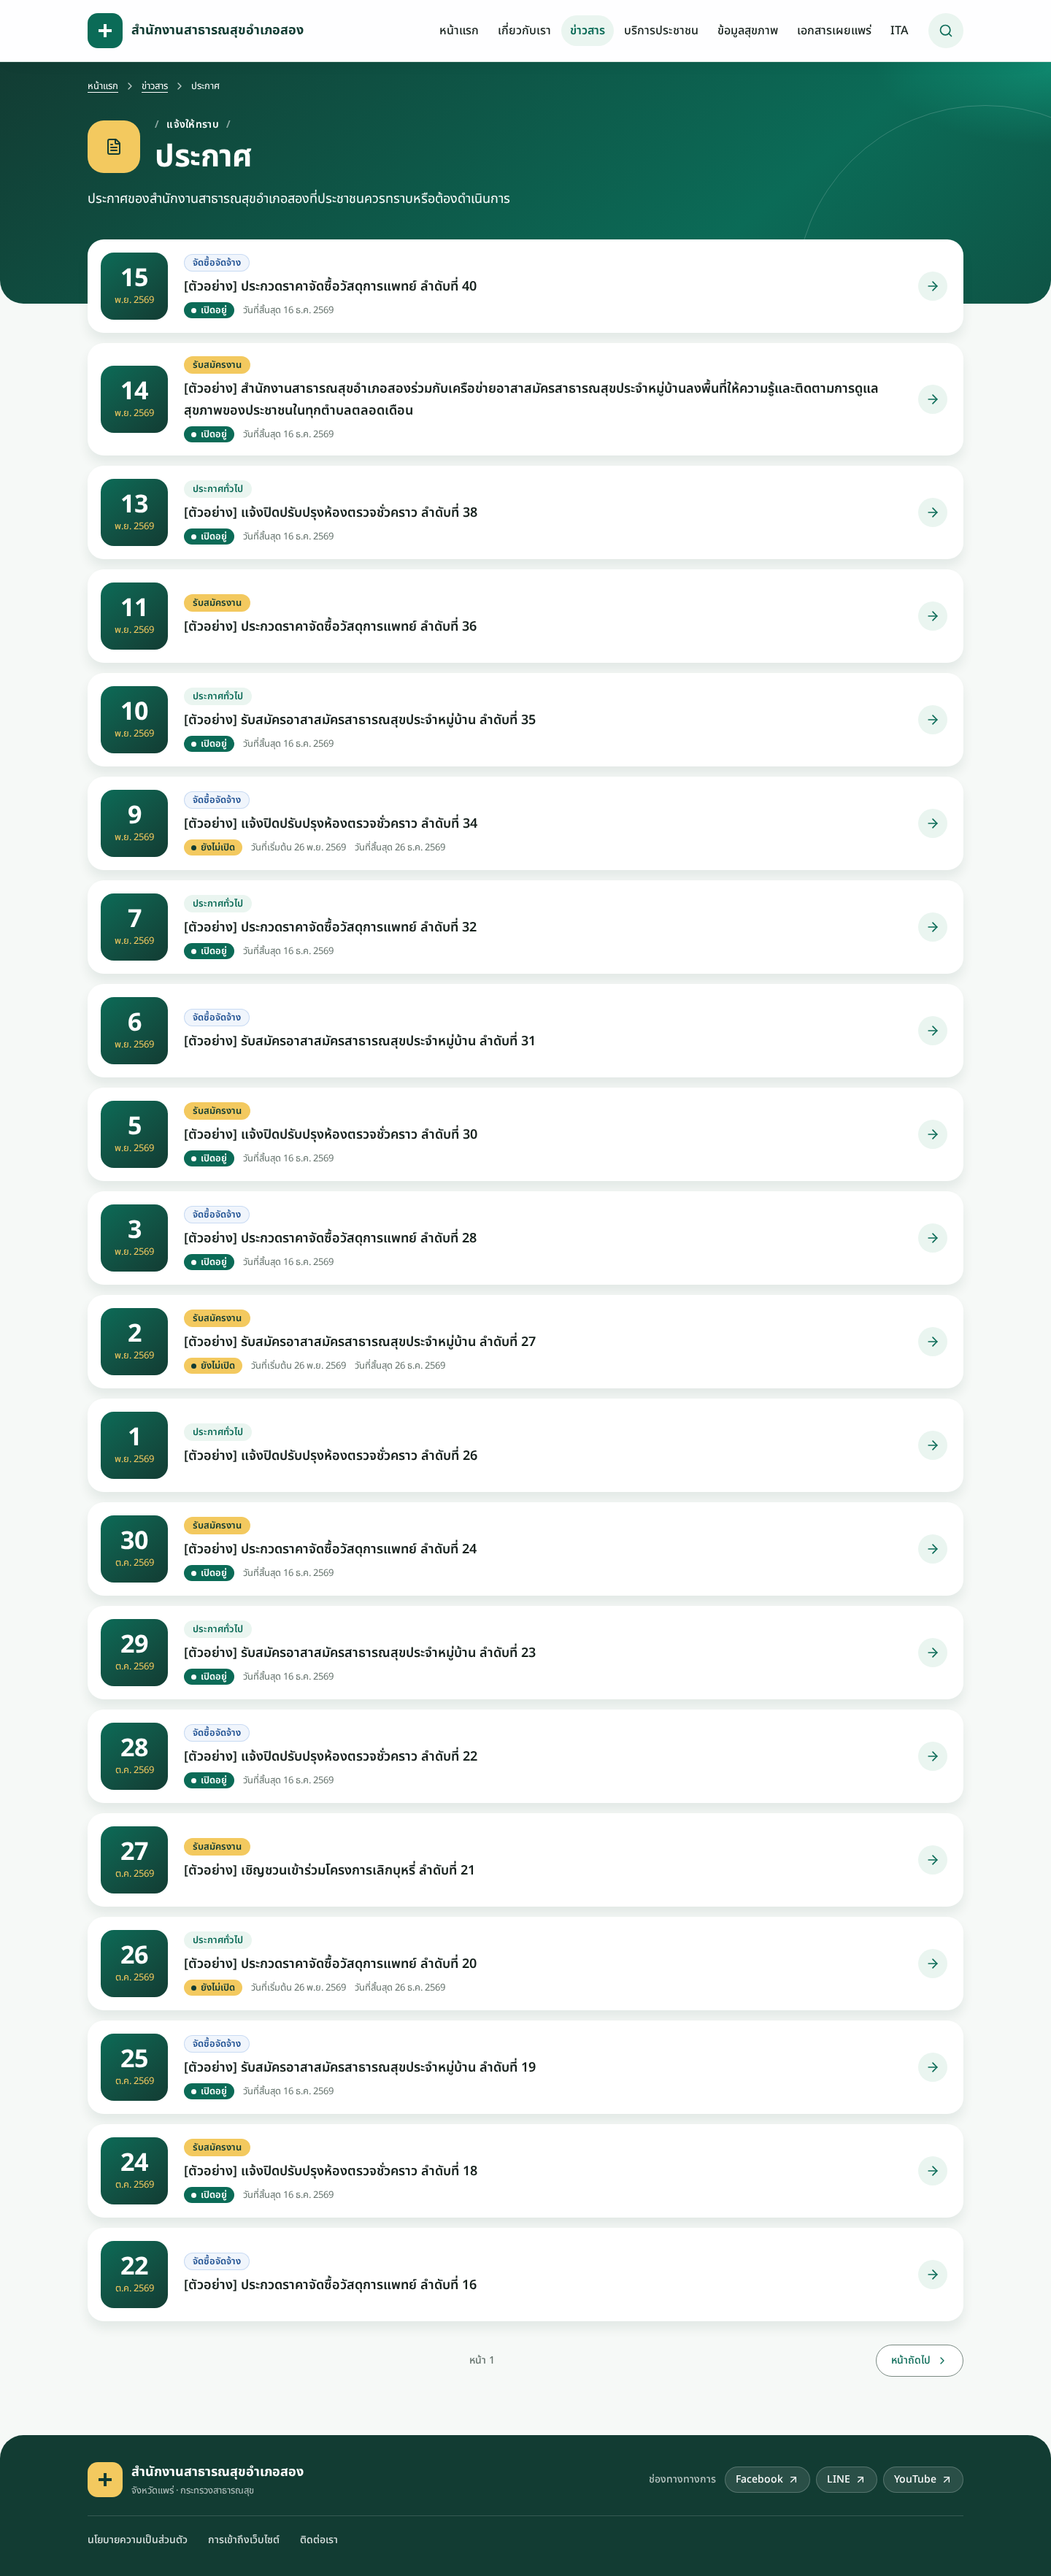 สำนักงานสาธารณสุขอำเภอสอง
หน้าแรก เกี่ยวกับเรา ข่าวสาร บริการประชาชน ข้อมูลสุขภาพ เอกสารเผยแพร่ ITA
หน้าแรก ข่าวสาร ประกาศ
/ แจ้งให้ทราบ /
ประกาศ
ประกาศของสำนักงานสาธารณสุขอำเภอสองที่ประชาชนควรทราบหรือต้องดำเนินการ
15
พ.ย. 2569
จัดซื้อจัดจ้าง
[ตัวอย่าง] ประกวดราคาจัดซื้อวัสดุการแพทย์ ลำดับที่ 40
เปิดอยู่ วันที่สิ้นสุด 16 ธ.ค. 2569
14
พ.ย. 2569
รับสมัครงาน
[ตัวอย่าง] สำนักงานสาธารณสุขอำเภอสองร่วมกับเครือข่ายอาสาสมัครสาธารณสุขประจำหมู่บ้านลงพื้นที่ให้ความรู้และติดตามการดูแล
สุขภาพของประชาชนในทุกตำบลตลอดเดือน
เปิดอยู่ วันที่สิ้นสุด 16 ธ.ค. 2569
13
พ.ย. 2569
ประกาศทั่วไป
[ตัวอย่าง] แจ้งปิดปรับปรุงห้องตรวจชั่วคราว ลำดับที่ 38
เปิดอยู่ วันที่สิ้นสุด 16 ธ.ค. 2569
11
พ.ย. 2569
รับสมัครงาน
[ตัวอย่าง] ประกวดราคาจัดซื้อวัสดุการแพทย์ ลำดับที่ 36
10
พ.ย. 2569
ประกาศทั่วไป
[ตัวอย่าง] รับสมัครอาสาสมัครสาธารณสุขประจำหมู่บ้าน ลำดับที่ 35
เปิดอยู่ วันที่สิ้นสุด 16 ธ.ค. 2569
9
พ.ย. 2569
จัดซื้อจัดจ้าง
[ตัวอย่าง] แจ้งปิดปรับปรุงห้องตรวจชั่วคราว ลำดับที่ 34
ยังไม่เปิด วันที่เริ่มต้น 26 พ.ย. 2569 วันที่สิ้นสุด 26 ธ.ค. 2569
7
พ.ย. 2569
ประกาศทั่วไป
[ตัวอย่าง] ประกวดราคาจัดซื้อวัสดุการแพทย์ ลำดับที่ 32
เปิดอยู่ วันที่สิ้นสุด 16 ธ.ค. 2569
6
พ.ย. 2569
จัดซื้อจัดจ้าง
[ตัวอย่าง] รับสมัครอาสาสมัครสาธารณสุขประจำหมู่บ้าน ลำดับที่ 31
5
พ.ย. 2569
รับสมัครงาน
[ตัวอย่าง] แจ้งปิดปรับปรุงห้องตรวจชั่วคราว ลำดับที่ 30
เปิดอยู่ วันที่สิ้นสุด 16 ธ.ค. 2569
3
พ.ย. 2569
จัดซื้อจัดจ้าง
[ตัวอย่าง] ประกวดราคาจัดซื้อวัสดุการแพทย์ ลำดับที่ 28
เปิดอยู่ วันที่สิ้นสุด 16 ธ.ค. 2569
2
พ.ย. 2569
รับสมัครงาน
[ตัวอย่าง] รับสมัครอาสาสมัครสาธารณสุขประจำหมู่บ้าน ลำดับที่ 27
ยังไม่เปิด วันที่เริ่มต้น 26 พ.ย. 2569 วันที่สิ้นสุด 26 ธ.ค. 2569
1
พ.ย. 2569
ประกาศทั่วไป
[ตัวอย่าง] แจ้งปิดปรับปรุงห้องตรวจชั่วคราว ลำดับที่ 26
30
ต.ค. 2569
รับสมัครงาน
[ตัวอย่าง] ประกวดราคาจัดซื้อวัสดุการแพทย์ ลำดับที่ 24
เปิดอยู่ วันที่สิ้นสุด 16 ธ.ค. 2569
29
ต.ค. 2569
ประกาศทั่วไป
[ตัวอย่าง] รับสมัครอาสาสมัครสาธารณสุขประจำหมู่บ้าน ลำดับที่ 23
เปิดอยู่ วันที่สิ้นสุด 16 ธ.ค. 2569
28
ต.ค. 2569
จัดซื้อจัดจ้าง
[ตัวอย่าง] แจ้งปิดปรับปรุงห้องตรวจชั่วคราว ลำดับที่ 22
เปิดอยู่ วันที่สิ้นสุด 16 ธ.ค. 2569
27
ต.ค. 2569
รับสมัครงาน
[ตัวอย่าง] เชิญชวนเข้าร่วมโครงการเลิกบุหรี่ ลำดับที่ 21
26
ต.ค. 2569
ประกาศทั่วไป
[ตัวอย่าง] ประกวดราคาจัดซื้อวัสดุการแพทย์ ลำดับที่ 20
ยังไม่เปิด วันที่เริ่มต้น 26 พ.ย. 2569 วันที่สิ้นสุด 26 ธ.ค. 2569
25
ต.ค. 2569
จัดซื้อจัดจ้าง
[ตัวอย่าง] รับสมัครอาสาสมัครสาธารณสุขประจำหมู่บ้าน ลำดับที่ 19
เปิดอยู่ วันที่สิ้นสุด 16 ธ.ค. 2569
24
ต.ค. 2569
รับสมัครงาน
[ตัวอย่าง] แจ้งปิดปรับปรุงห้องตรวจชั่วคราว ลำดับที่ 18
เปิดอยู่ วันที่สิ้นสุด 16 ธ.ค. 2569
22
ต.ค. 2569
จัดซื้อจัดจ้าง
[ตัวอย่าง] ประกวดราคาจัดซื้อวัสดุการแพทย์ ลำดับที่ 16
หน้า 1
หน้าถัดไป
สำนักงานสาธารณสุขอำเภอสอง
จังหวัดแพร่ · กระทรวงสาธารณสุข
ช่องทางทางการ Facebook LINE YouTube
นโยบายความเป็นส่วนตัว การเข้าถึงเว็บไซต์ ติดต่อเรา